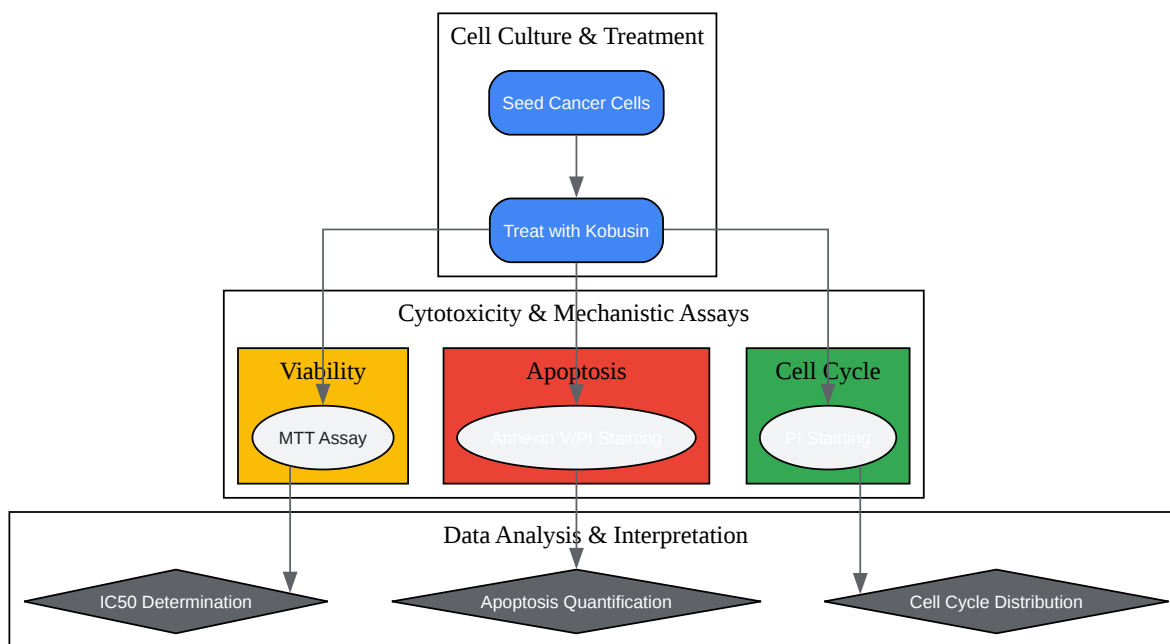 Cell Culture & Treatment
Seed Cancer Cells
Treat with Kobusin
Cytotoxicity & Mechanistic Assays
Viability
Apoptosis
Cell Cycle
MTT Assay
Annexin V/PI Staining
PI Staining
Data Analysis & Interpretation
IC50 Determination
Apoptosis Quantification
Cell Cycle Distribution